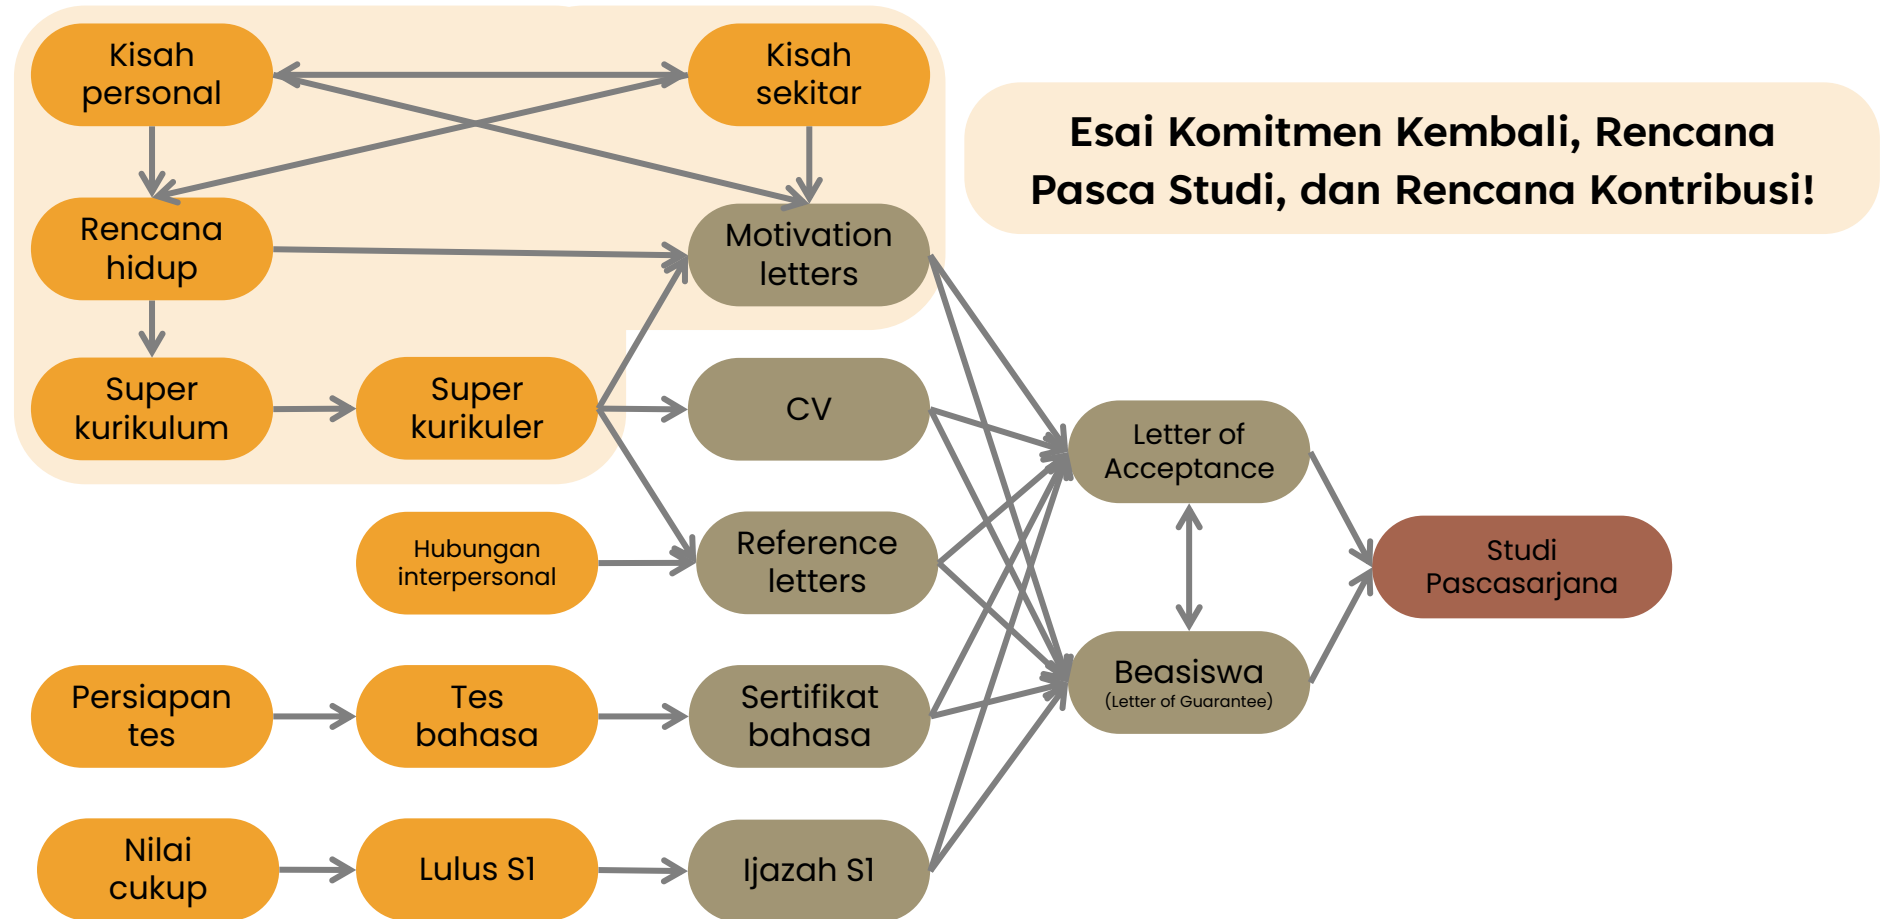 Kisah
personal
Kisah
sekitar
Esai Komitmen Kembali, Rencana
Pasca Studi, dan Rencana Kontribusi!
Rencana
hidup
Motivation
letters
Super
kurikulum
Super
kurikuler
CV
Letter of
Acceptance
Hubungan
interpersonal
Reference
letters
Studi
Pascasarjana
Persiapan
tes
Tes
bahasa
Sertifikat
bahasa
Beasiswa
(Letter of Guarantee)
Nilai
cukup
Lulus S1
Ijazah S1